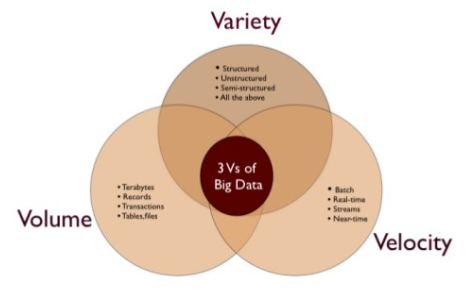 Variety
• Structured
• Unstructured
• Semi-structured
• All the above
3 Vs of
Big Data
• Terabytes
• Records
• Transactions
• Tables,files
Volume
• Batch
• Real-time
• Streams
• Near-time
Velocity